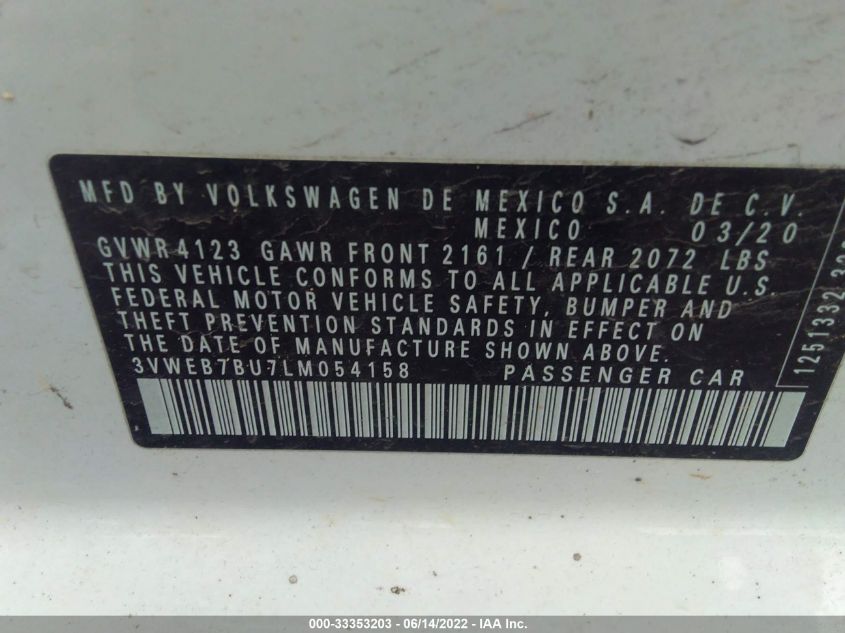 MFD BY VOLKSWAGEN DE MEXICO S.A. DE C.V.
MEXICO 03/20
GVWR 4123 GAWR FRONT 2161 / REAR 2072 LBS
THIS VEHICLE CONFORMS TO ALL APPLICABLE U.S.
FEDERAL MOTOR VEHICLE SAFETY, BUMPER AND
THEFT PREVENTION STANDARDS IN EFFECT ON
THE DATE OF MANUFACTURE SHOWN ABOVE.
3VWEB7BU7LM054158 PASSENGER CAR
1251332
000-33353203 - 06/14/2022 - IAA Inc.